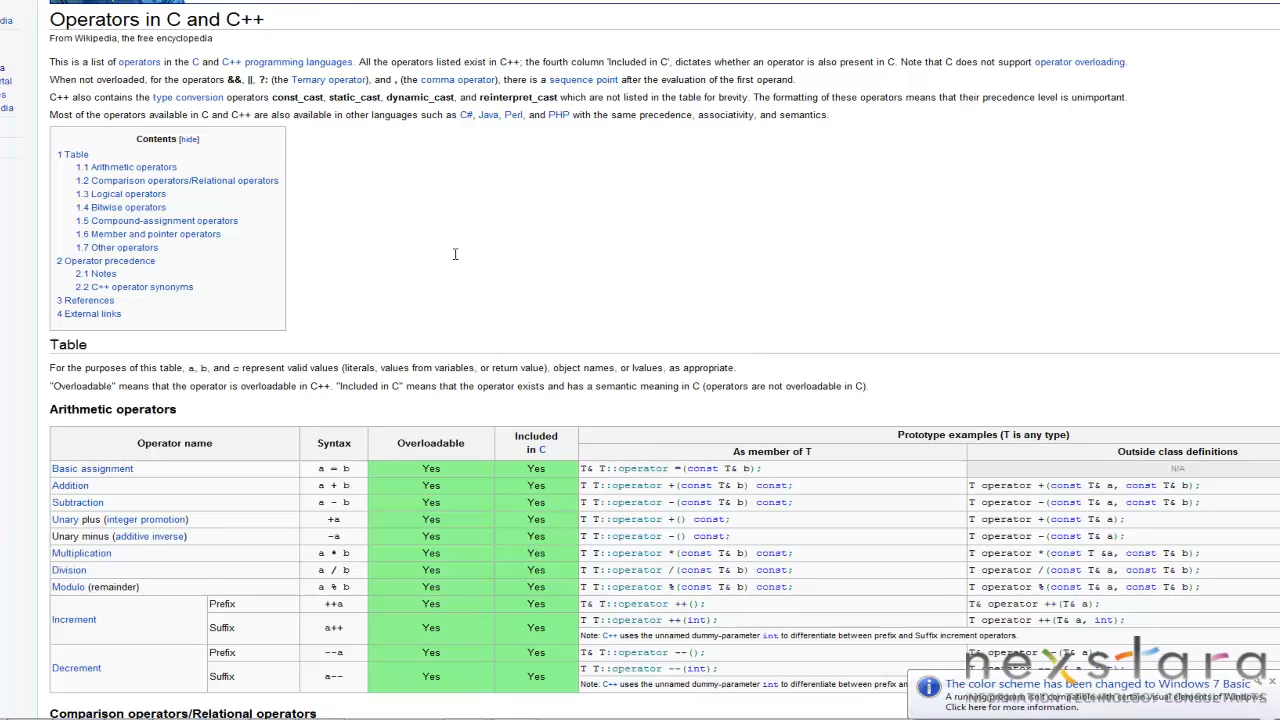 dia
Operators in C and C++
From Wikipedia, the free encyclopedia
This is a list of operators in the C and C++ programming languages. All the operators listed exist in C++; the fourth column 'Included in C', dictates whether an operator is also present in C. Note that C does not support operator overloading.
When not overloaded, for the operators &&, ||, ?: (the Ternary operator), and , (the comma operator), there is a sequence point after the evaluation of the first operand.
C++ also contains the type conversion operators const_cast, static_cast, dynamic_cast, and reinterpret_cast which are not listed in the table for brevity. The formatting of these operators means that their precedence level is unimportant.
Most of the operators available in C and C++ are also available in other languages such as C#, Java, Perl, and PHP with the same precedence, associativity, and semantics.
a
rtal
es
dia
Contents [hide]
1 Table
1.1 Arithmetic operators
1.2 Comparison operators/Relational operators
1.3 Logical operators
1.4 Bitwise operators
1.5 Compound-assignment operators
1.6 Member and pointer operators
1.7 Other operators
2 Operator precedence
2.1 Notes
2.2 C++ operator synonyms
3 References
4 External links
Table
For the purposes of this table, a, b, and c represent valid values (literals, values from variables, or return value), object names, or lvalues, as appropriate.
"Overloadable" means that the operator is overloadable in C++. "Included in C" means that the operator exists and has a semantic meaning in C (operators are not overloadable in C).
Arithmetic operators
Operator name Syntax Overloadable Included in C Prototype examples (T is any type)
As member of T Outside class definitions
Basic assignment a = b Yes Yes T& T::operator =(const T& b); N/A
Addition a + b Yes Yes T T::operator +(const T& b) const; T operator +(const T& a, const T& b);
Subtraction a - b Yes Yes T T::operator -(const T& b) const; T operator -(const T& a, const T& b);
Unary plus (integer promotion) +a Yes Yes T T::operator +() const; T operator +(const T& a);
Unary minus (additive inverse) -a Yes Yes T T::operator -() const; T operator -(const T& a);
Multiplication a * b Yes Yes T T::operator *(const T& b) const; T operator *(const T &a, const T& b);
Division a / b Yes Yes T T::operator /(const T& b) const; T operator /(const T& a, const T& b);
Modulo (remainder) a % b Yes Yes T T::operator %(const T& b) const; T operator %(const T& a, const T& b);
Increment Prefix ++a Yes Yes T& T::operator ++(); T& operator ++(T& a);
Suffix a++ Yes Yes T T::operator ++(int); T operator ++(T& a, int);
Note: C++ uses the unnamed dummy-parameter int to differentiate between prefix and Suffix increment operators.
Decrement Prefix --a Yes Yes T& T::operator --(); T& operator --(T& a);
Suffix a-- Yes Yes T T::operator --(int);
Note: C++ uses the unnamed dummy-parameter int to differentiate between prefix an
nexstara
INFORMATION TECHNOLOGY CONSULTANTS
The color scheme has been changed to Windows 7 Basic
A running program isn't compatible with certain visual elements of Windows.
Click here for more information.
Comparison operators/Relational operators